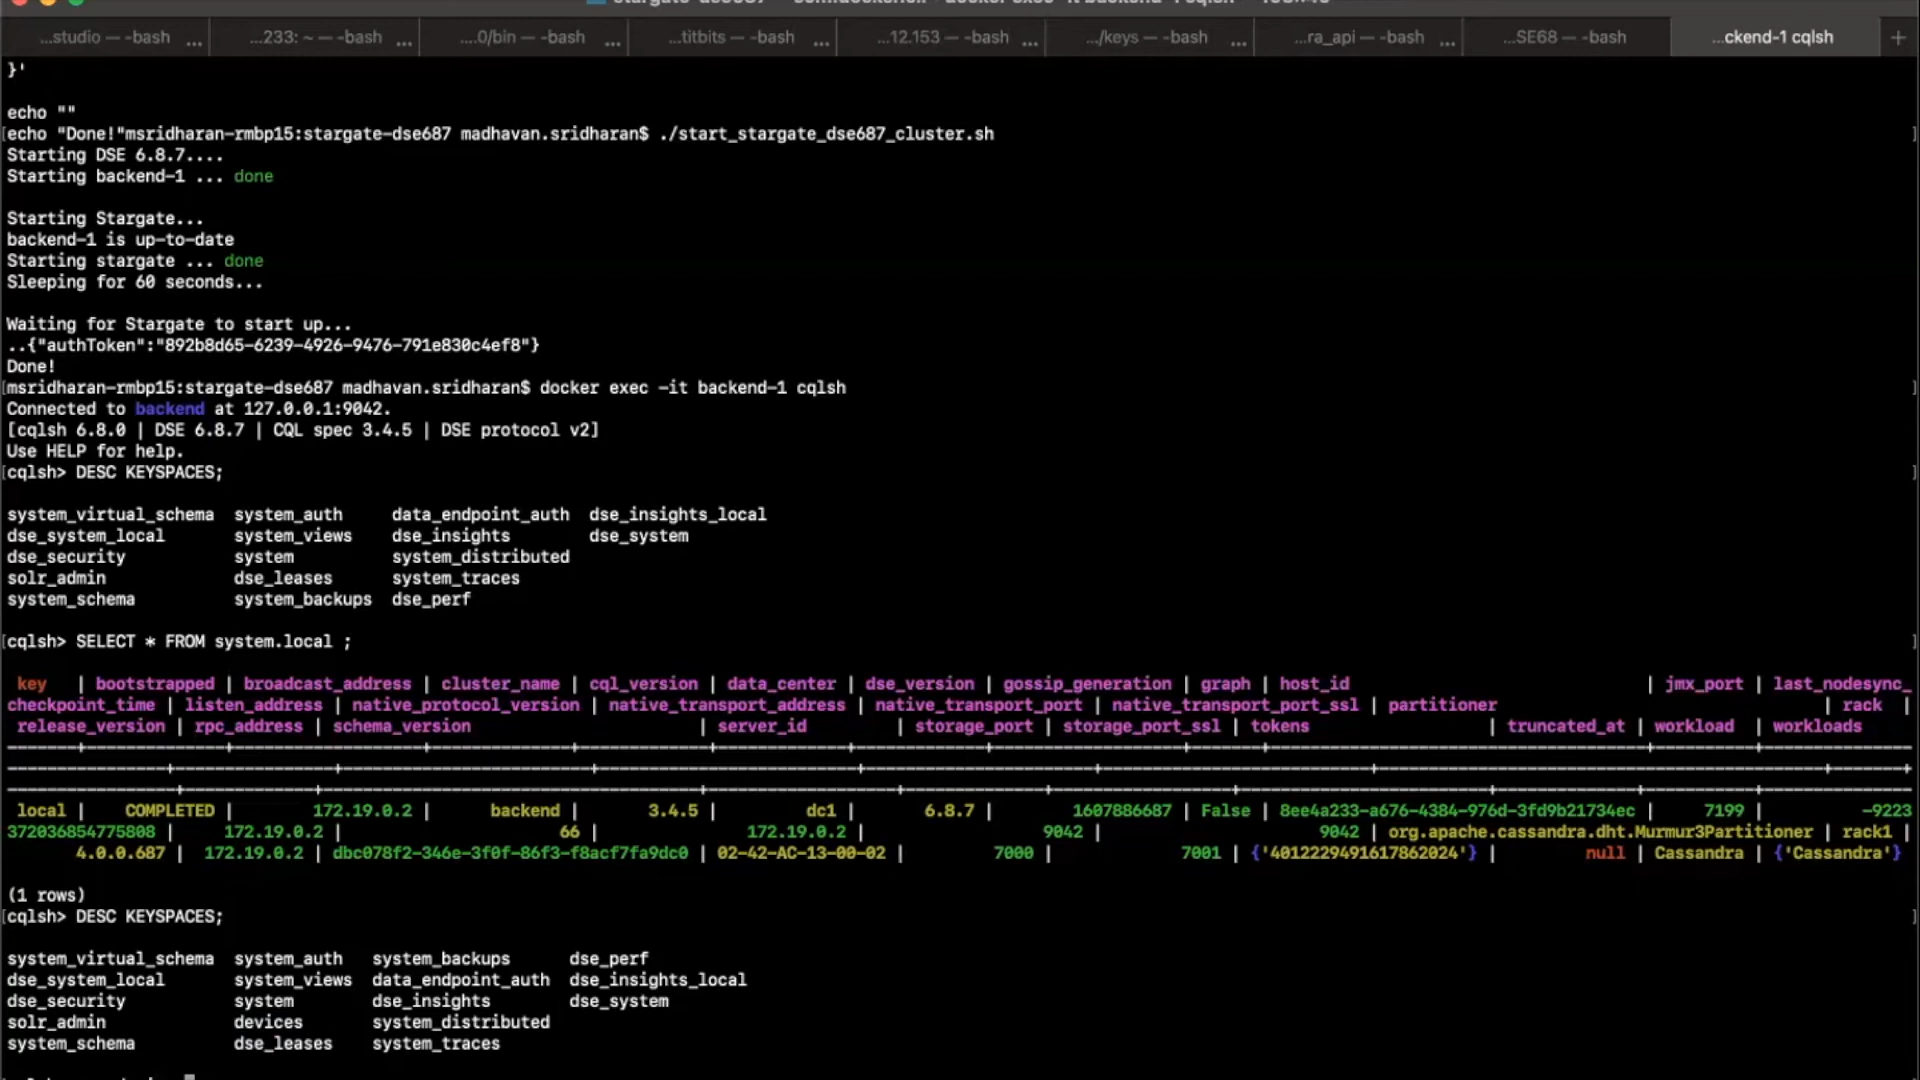 ...studio — -bash ...
...233: ~ — -bash ...
....0/bin — -bash ...
...titbits — -bash ...
...12.153 — -bash ...
.../keys — -bash ...
...ra_api — -bash ...
...SE68 — -bash
...ckend-1 cqlsh
+
}'
echo ""
[echo "Done!"msridharan-rmbp15:stargate-dse687 madhavan.sridharan$ ./start_stargate_dse687_cluster.sh ]
Starting DSE 6.8.7....
Starting backend-1 ... done
Starting Stargate...
backend-1 is up-to-date
Starting stargate ... done
Sleeping for 60 seconds...
Waiting for Stargate to start up...
..{"authToken":"892b8d65-6239-4926-9476-791e830c4ef8"}
Done!
[msridharan-rmbp15:stargate-dse687 madhavan.sridharan$ docker exec -it backend-1 cqlsh ]
Connected to backend at 127.0.0.1:9042.
[cqlsh 6.8.0 | DSE 6.8.7 | CQL spec 3.4.5 | DSE protocol v2]
Use HELP for help.
[cqlsh> DESC KEYSPACES; ]
system_virtual_schema system_auth data_endpoint_auth dse_insights_local
dse_system_local system_views dse_insights dse_system
dse_security system system_distributed
solr_admin dse_leases system_traces
system_schema system_backups dse_perf
[cqlsh> SELECT * FROM system.local ; ]
key | bootstrapped | broadcast_address | cluster_name | cql_version | data_center | dse_version | gossip_generation | graph | host_id | jmx_port | last_nodesync_
checkpoint_time | listen_address | native_protocol_version | native_transport_address | native_transport_port | native_transport_port_ssl | partitioner | rack |
release_version | rpc_address | schema_version | server_id | storage_port | storage_port_ssl | tokens | truncated_at | workload | workloads
local | COMPLETED | 172.19.0.2 | backend | 3.4.5 | dc1 | 6.8.7 | 1607886687 | False | 8ee4a233-a676-4384-976d-3fd9b21734ec | 7199 | -9223
372036854775808 | 172.19.0.2 | 66 | 172.19.0.2 | 9042 | 9042 | org.apache.cassandra.dht.Murmur3Partitioner | rack1 |
4.0.0.687 | 172.19.0.2 | dbc078f2-346e-3f0f-86f3-f8acf7fa9dc0 | 02-42-AC-13-00-02 | 7000 | 7001 | {'4012229491617862024'} | null | Cassandra | {'Cassandra'}
(1 rows)
[cqlsh> DESC KEYSPACES; ]
system_virtual_schema system_auth system_backups dse_perf
dse_system_local system_views data_endpoint_auth dse_insights_local
dse_security system dse_insights dse_system
solr_admin devices system_distributed
system_schema dse_leases system_traces